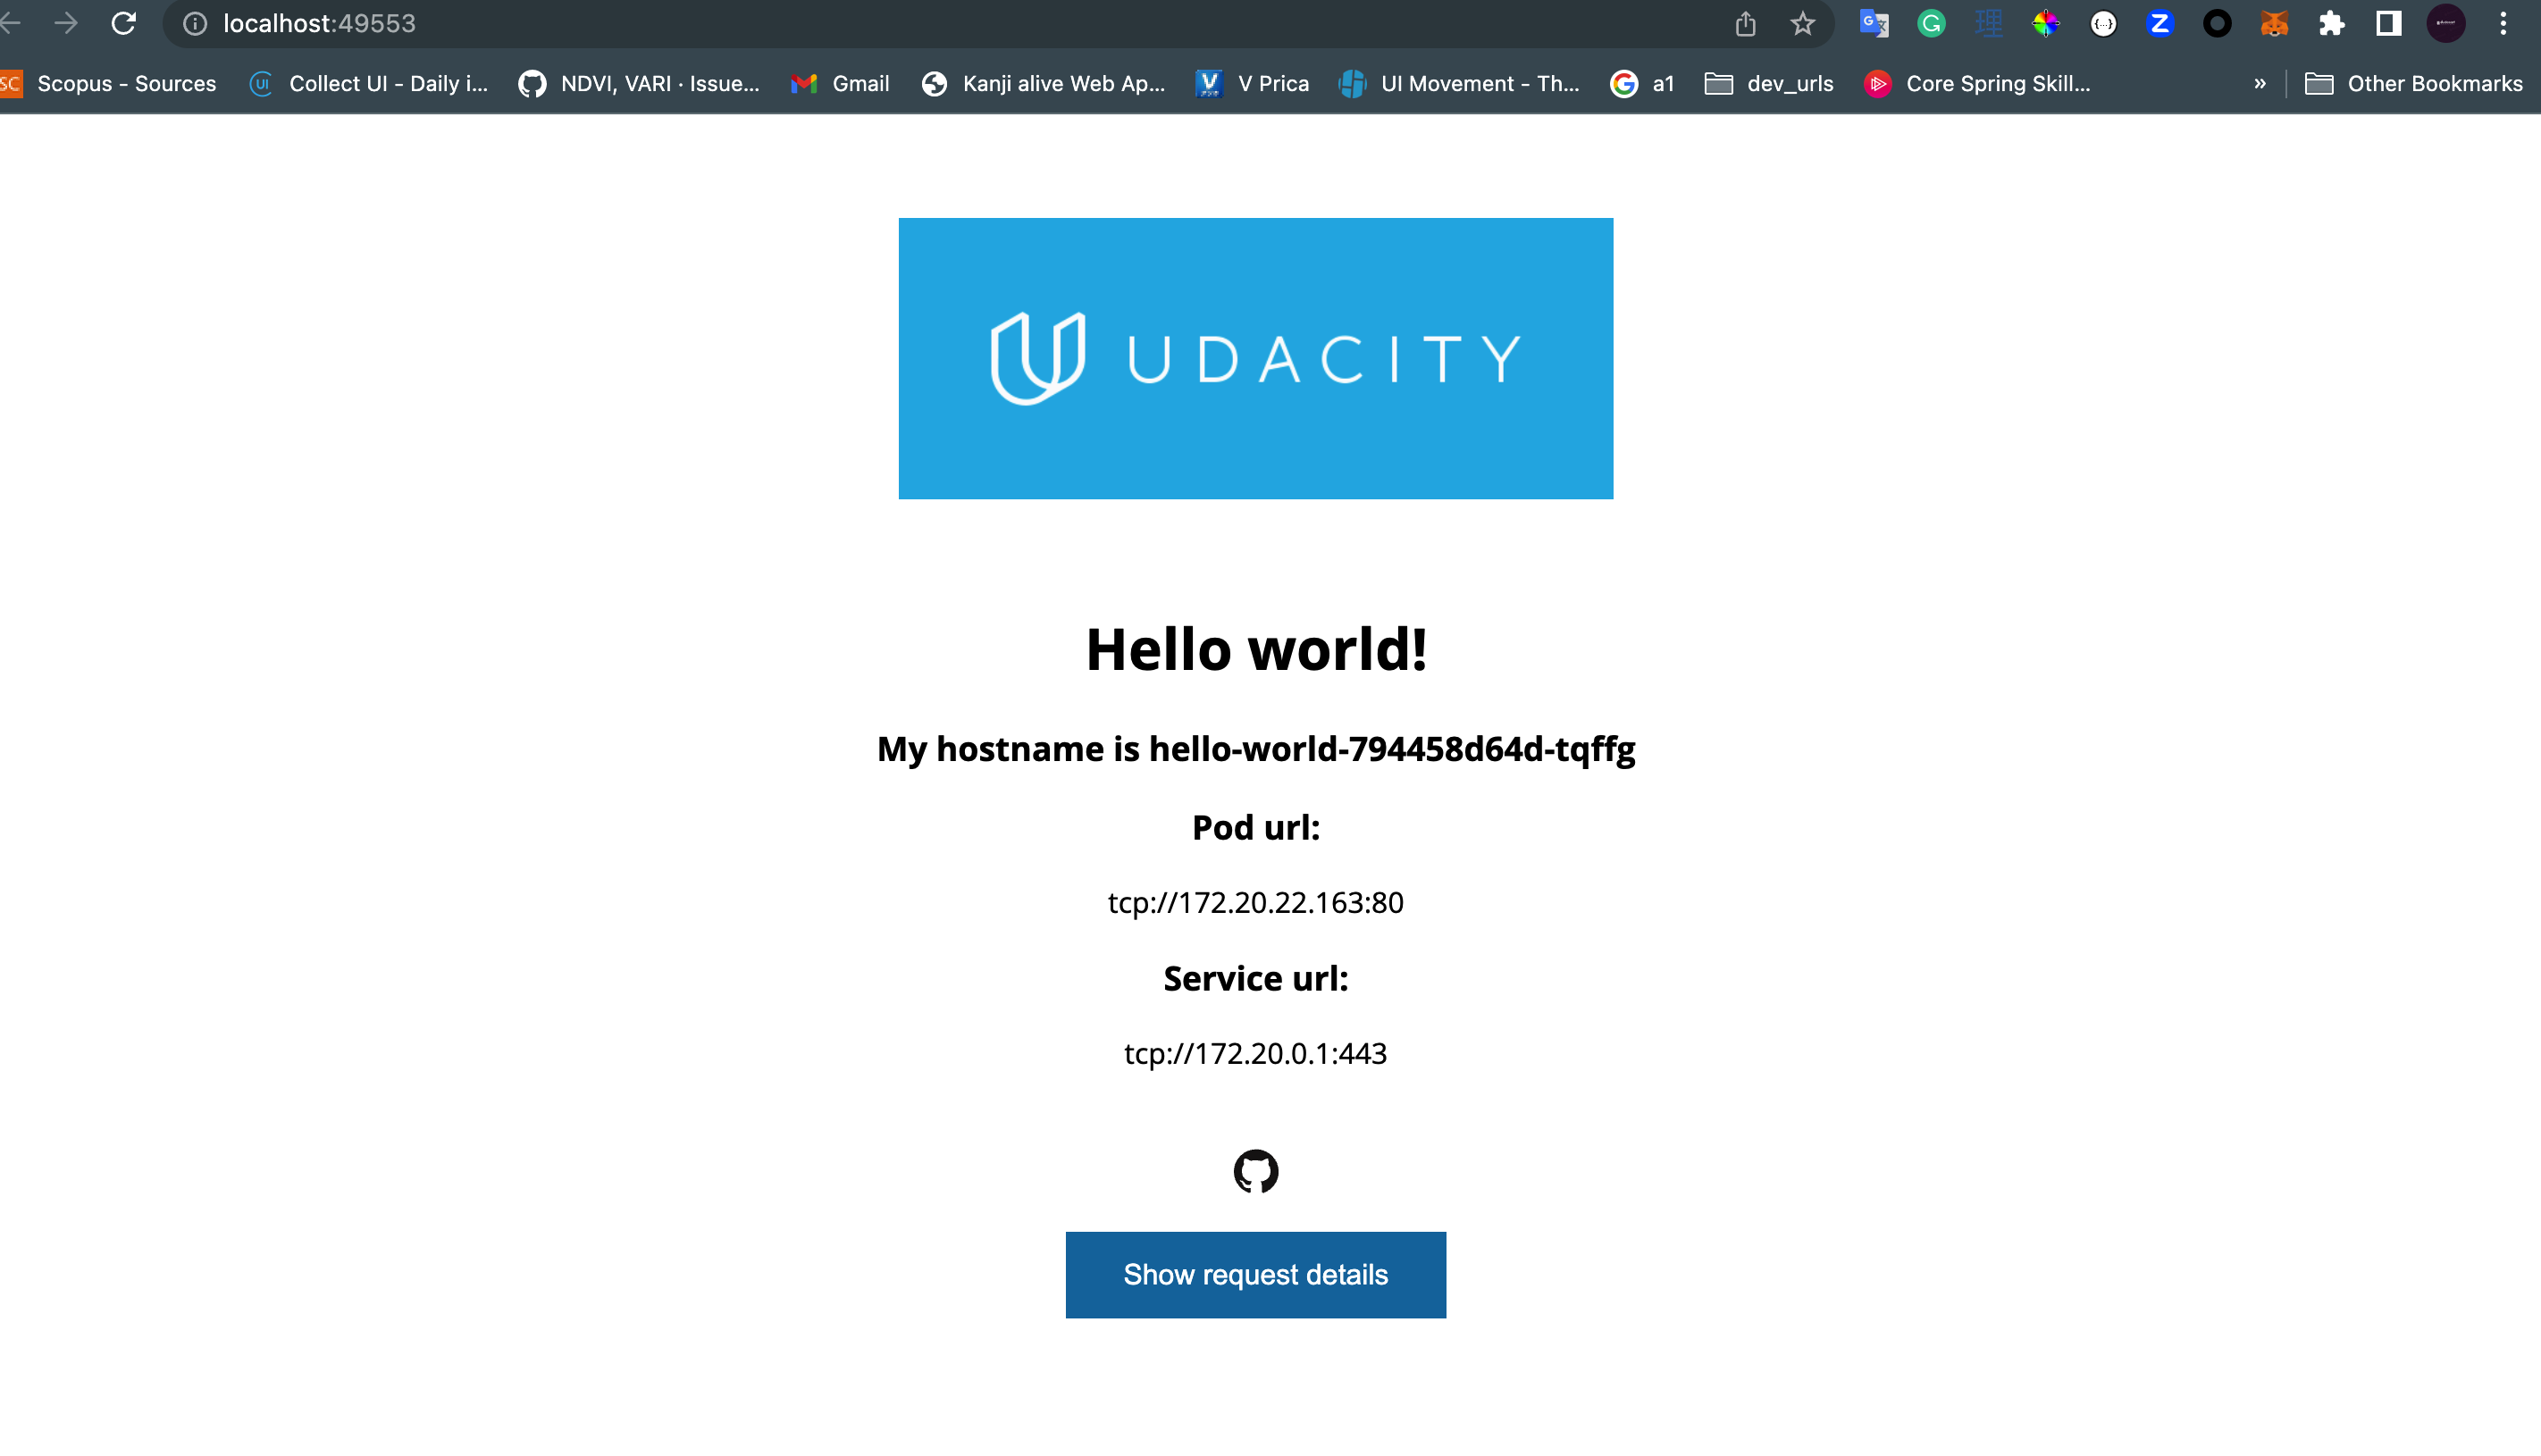 localhost:49553
SC Scopus - Sources UI Collect UI - Daily i... NDVI, VARI · Issue... Gmail Kanji alive Web Ap... V V Prica UI Movement - Th... G a1 dev_urls Core Spring Skill... » Other Bookmarks
UDACITY
Hello world!
My hostname is hello-world-794458d64d-tqffg
Pod url:
tcp://172.20.22.163:80
Service url:
tcp://172.20.0.1:443
Show request details